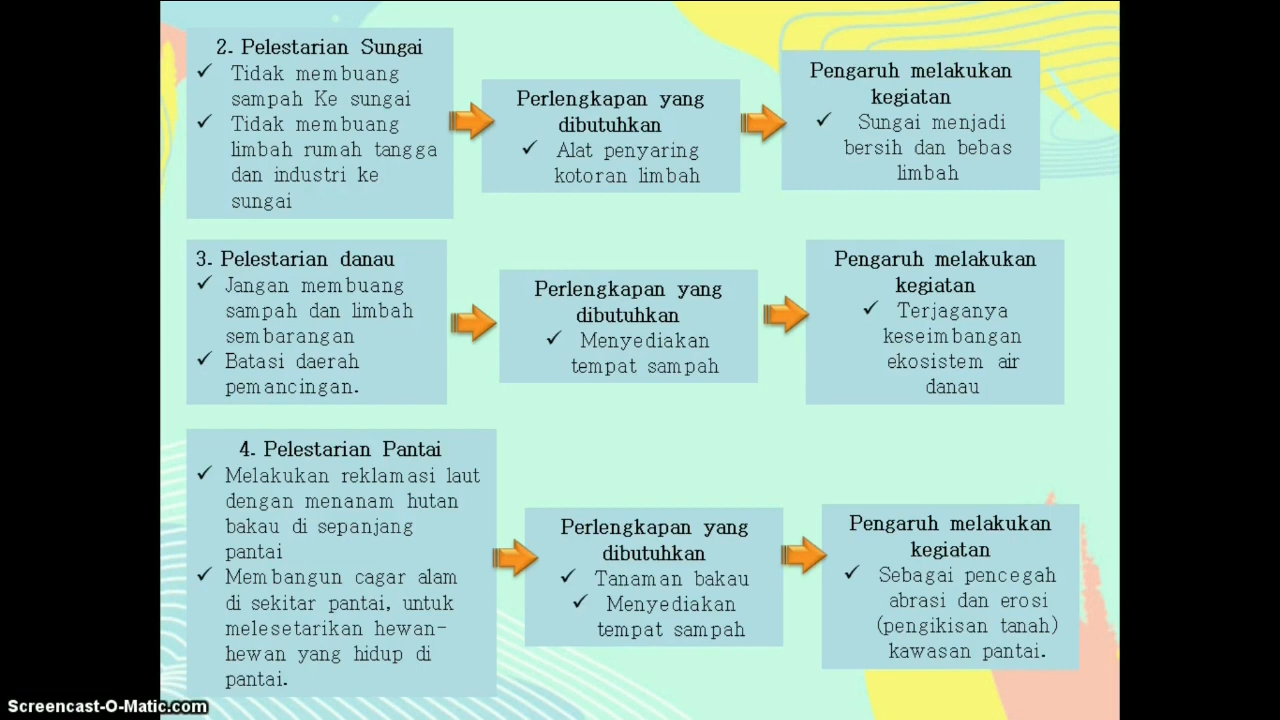 2. Pelestarian Sungai
✓ Tidak membuang
sampah Ke sungai
✓ Tidak membuang
limbah rumah tangga
dan industri ke
sungai
Perlengkapan yang
dibutuhkan
✓ Alat penyaring
kotoran limbah
Pengaruh melakukan
kegiatan
✓ Sungai menjadi
bersih dan bebas
limbah
3. Pelestarian danau
✓ Jangan membuang
sampah dan limbah
sembarangan
✓ Batasi daerah
pemancingan.
Perlengkapan yang
dibutuhkan
✓ Menyediakan
tempat sampah
Pengaruh melakukan
kegiatan
✓ Terjaganya
keseimbangan
ekosistem air
danau
4. Pelestarian Pantai
✓ Melakukan reklamasi laut
dengan menanam hutan
bakau di sepanjang
pantai
✓ Membangun cagar alam
di sekitar pantai, untuk
melesetarikan hewan-
hewan yang hidup di
pantai.
Perlengkapan yang
dibutuhkan
✓ Tanaman bakau
✓ Menyediakan
tempat sampah
Pengaruh melakukan
kegiatan
✓ Sebagai pencegah
abrasi dan erosi
(pengikisan tanah)
kawasan pantai.
Screencast-O-Matic.com